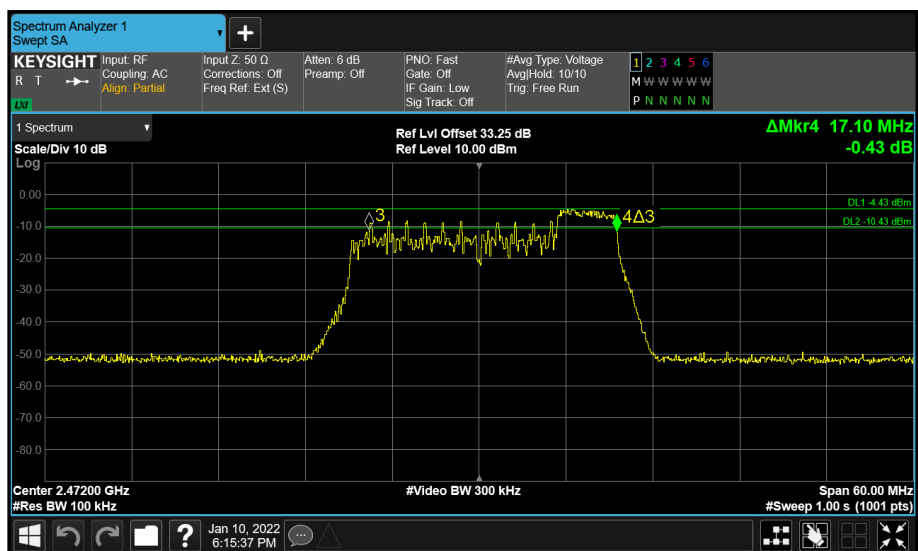 Spectrum Analyzer 1
Swept SA
KEYSIGHT
R T
LXI
Input: RF
Coupling: AC
Align: Partial
Input Z: 50 Ω
Corrections: Off
Freq Ref: Ext (S)
Atten: 6 dB
Preamp: Off
PNO: Fast
Gate: Off
IF Gain: Low
Sig Track: Off
#Avg Type: Voltage
Avg|Hold: 10/10
Trig: Free Run
1 2 3 4 5 6
M W W W W W
P N N N N N
1 Spectrum
Scale/Div 10 dB
Log
Ref Lvl Offset 33.25 dB
Ref Level 10.00 dBm
ΔMkr4 17.10 MHz
-0.43 dB
0.00
-10.0
-20.0
-30.0
-40.0
-50.0
-60.0
-70.0
-80.0
3
4Δ3
DL1 -4.43 dBm
DL2 -10.43 dBm
Center 2.47200 GHz
#Res BW 100 kHz
#Video BW 300 kHz
Span 60.00 MHz
#Sweep 1.00 s (1001 pts)
?
Jan 10, 2022
6:15:37 PM